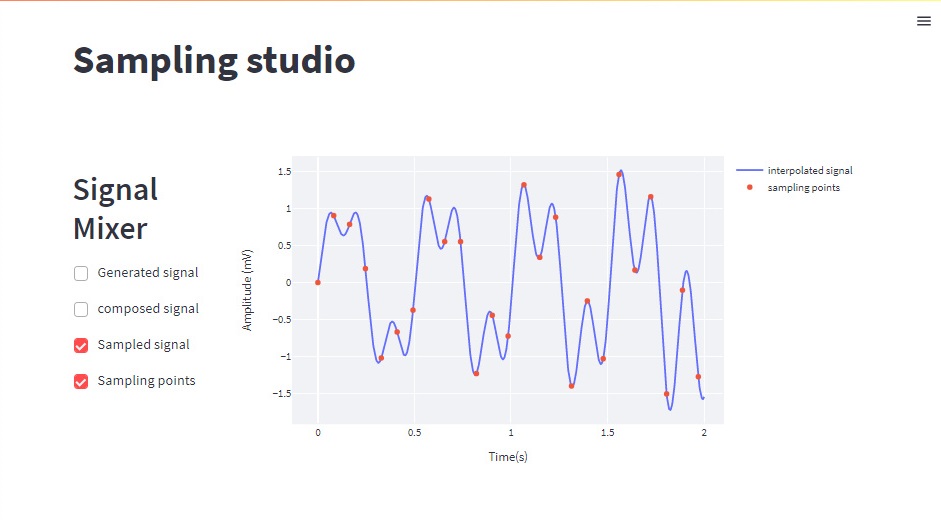 Sampling studio
Signal
Mixer
Generated signal
composed signal
Sampled signal
Sampling points
Amplitude (mV)
1.5
1
0.5
0
−0.5
−1
−1.5
0
0.5
1
1.5
2
Time(s)
interpolated signal
sampling points